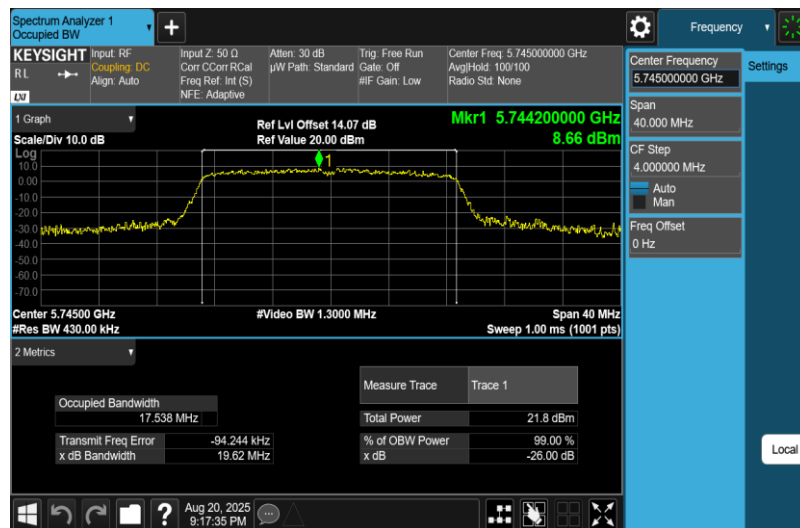 Spectrum Analyzer 1
Occupied BW
+
Frequency
KEYSIGHT
RL
LXI
Input: RF
Coupling: DC
Align: Auto
Input Z: 50 Ω
Corr CCorr RCal
Freq Ref: Int (S)
NFE: Adaptive
Atten: 30 dB
µW Path: Standard
Trig: Free Run
Gate: Off
#IF Gain: Low
Center Freq: 5.745000000 GHz
Avg|Hold: 100/100
Radio Std: None
Center Frequency
5.745000000 GHz
Settings
Span
40.000 MHz
CF Step
4.000000 MHz
Auto
Man
Freq Offset
0 Hz
1 Graph
Scale/Div 10.0 dB
Ref Lvl Offset 14.07 dB
Ref Value 20.00 dBm
Mkr1 5.744200000 GHz
8.66 dBm
Log
10.0
0.00
-10.0
-20.0
-30.0
-40.0
-50.0
-60.0
-70.0
1
Center 5.74500 GHz
#Res BW 430.00 kHz
#Video BW 1.3000 MHz
Span 40 MHz
Sweep 1.00 ms (1001 pts)
2 Metrics
Measure Trace Trace 1
Occupied Bandwidth
17.538 MHz
Total Power 21.8 dBm
Transmit Freq Error -94.244 kHz
% of OBW Power 99.00 %
x dB Bandwidth 19.62 MHz
x dB -26.00 dB
Local
?
Aug 20, 2025
9:17:35 PM